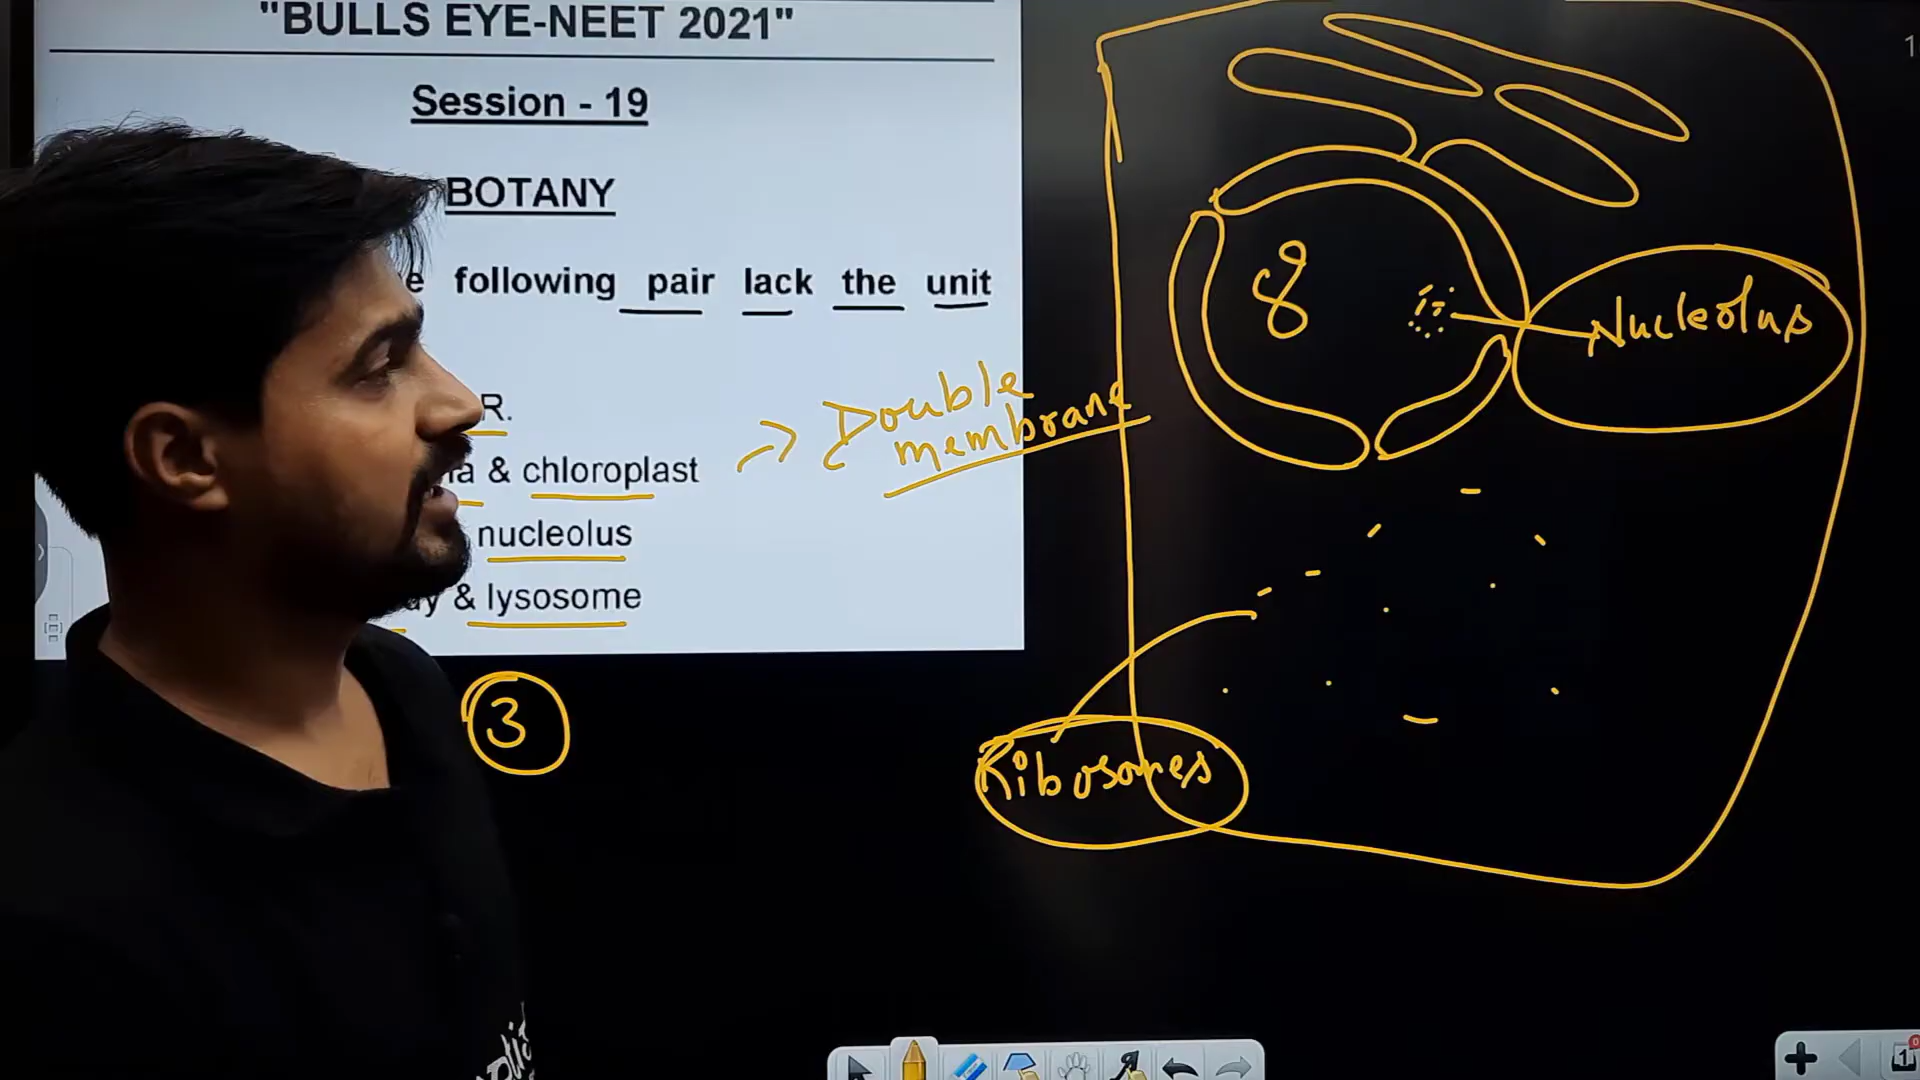 "BULLS EYE-NEET 2021"
Session - 19
BOTANY
following pair lack the unit
R.
& chloroplast
nucleolus
& lysosome
Double
membrane
3
Nucleolus
Ribosomes
1